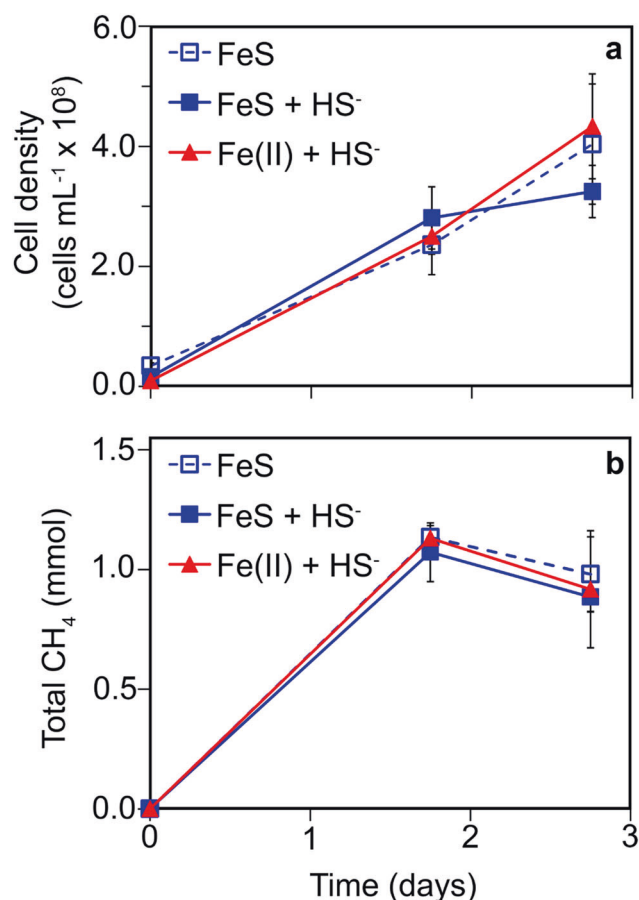 a
FeS
FeS + HS⁻
Fe(II) + HS⁻
Cell density
(cells mL⁻¹ x 10⁸)
6.0
4.0
2.0
0.0
b
FeS
FeS + HS⁻
Fe(II) + HS⁻
Total CH₄ (mmol)
1.5
1.0
0.5
0.0
0 1 2 3
Time (days)